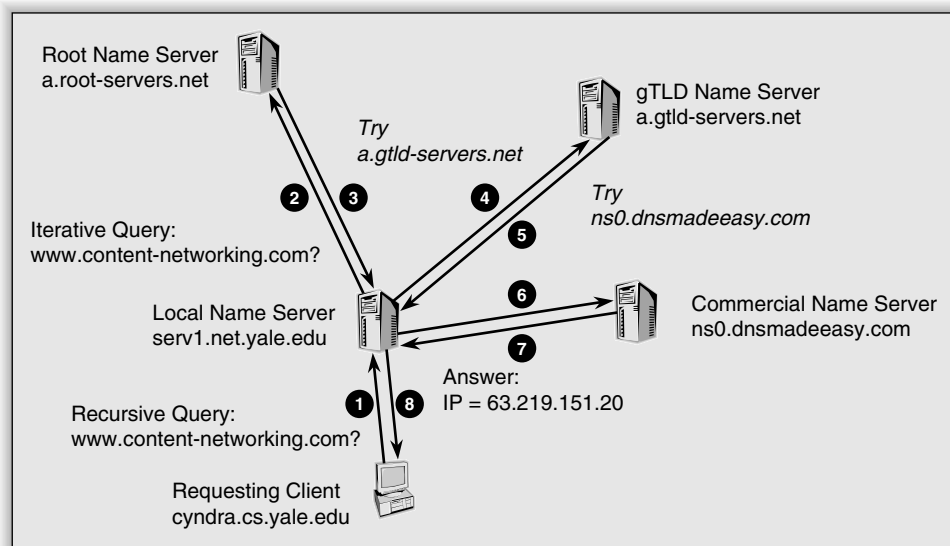 Root Name Server
a.root-servers.net
gTLD Name Server
a.gtld-servers.net
Try
a.gtld-servers.net
2
3
4
Try
ns0.dnsmadeeasy.com
5
Iterative Query:
www.content-networking.com?
6
Local Name Server
serv1.net.yale.edu
Commercial Name Server
ns0.dnsmadeeasy.com
7
Answer:
IP = 63.219.151.20
1
8
Recursive Query:
www.content-networking.com?
Requesting Client
cyndra.cs.yale.edu